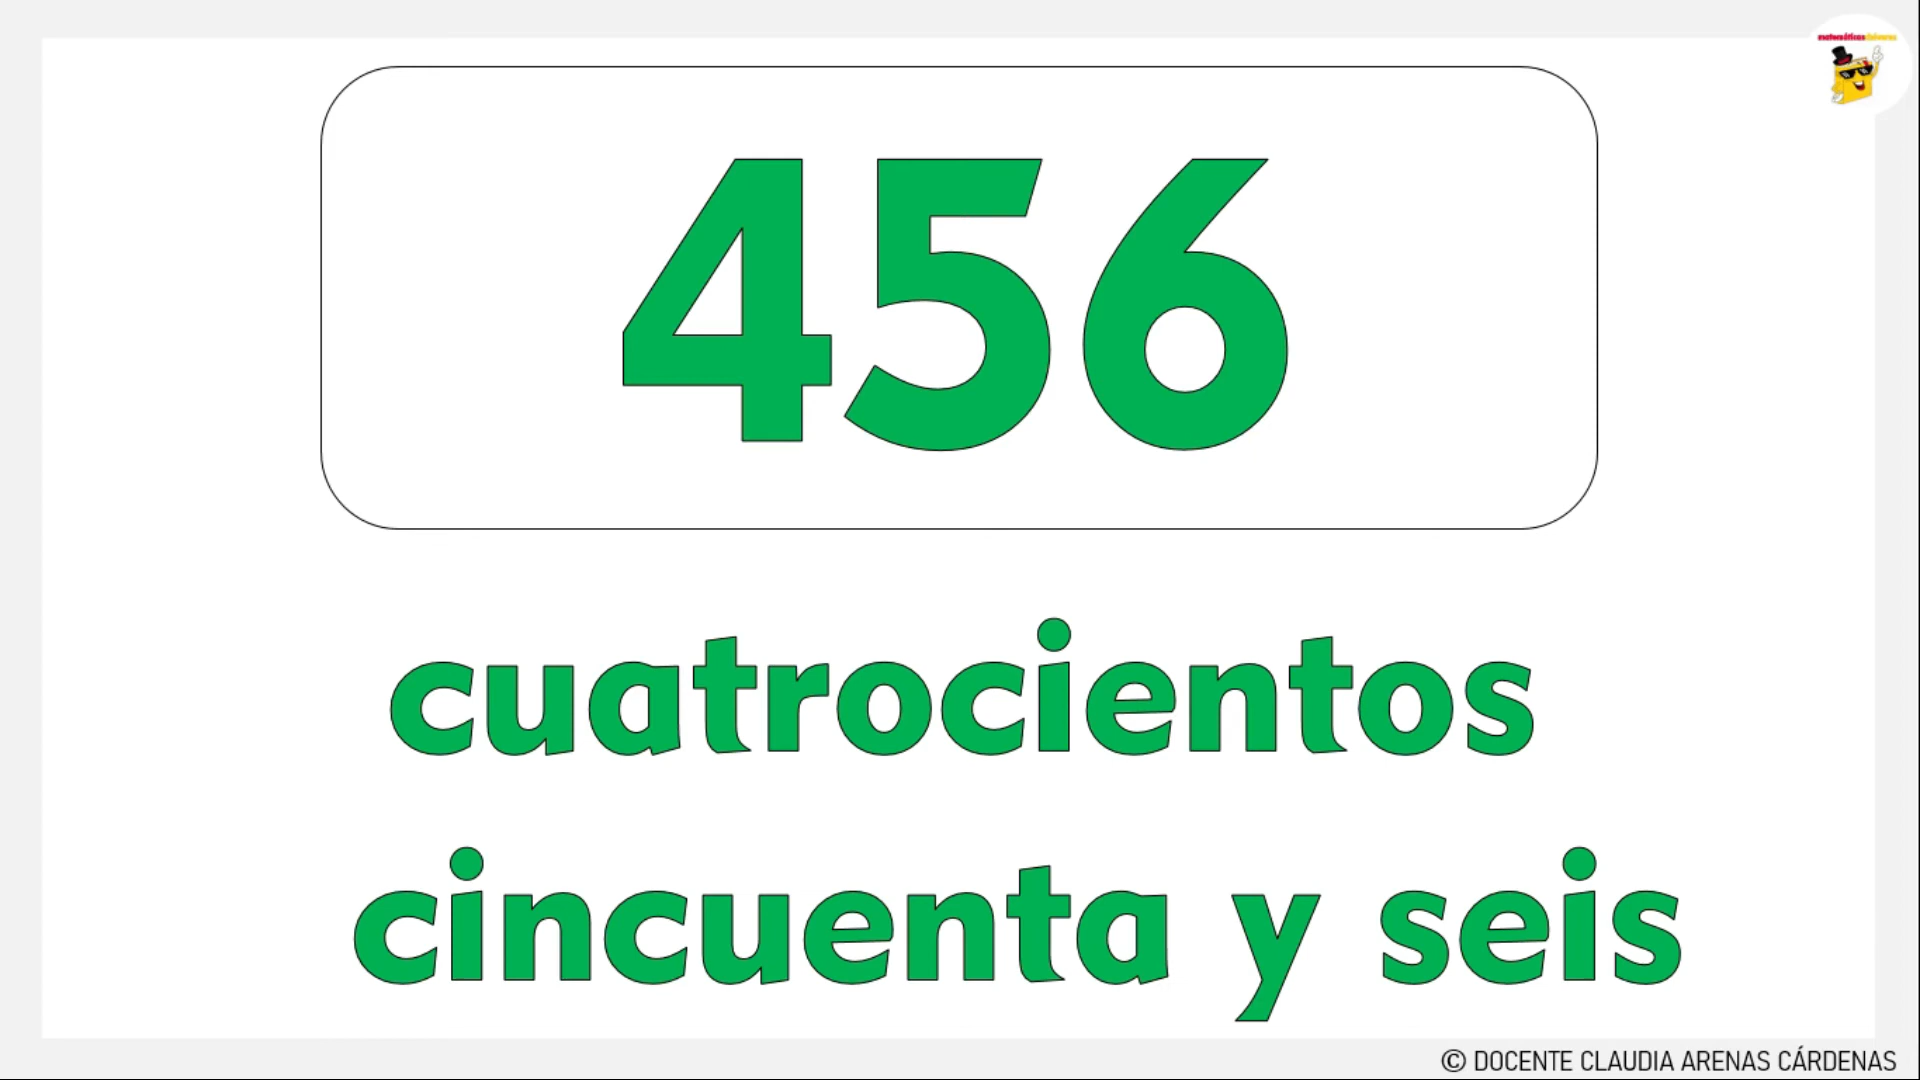 456
cuatrocientos
cincuenta y seis
© DOCENTE CLAUDIA ARENAS CÁRDENAS